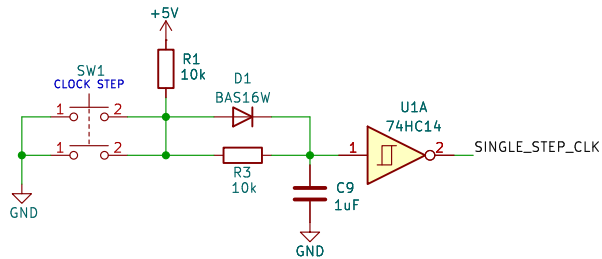 +5V
R1
10k
SW1
CLOCK STEP
1 2
1 2
D1
BAS16W
R3
10k
U1A
74HC14
1 2
SINGLE_STEP_CLK
C9
1uF
GND
GND